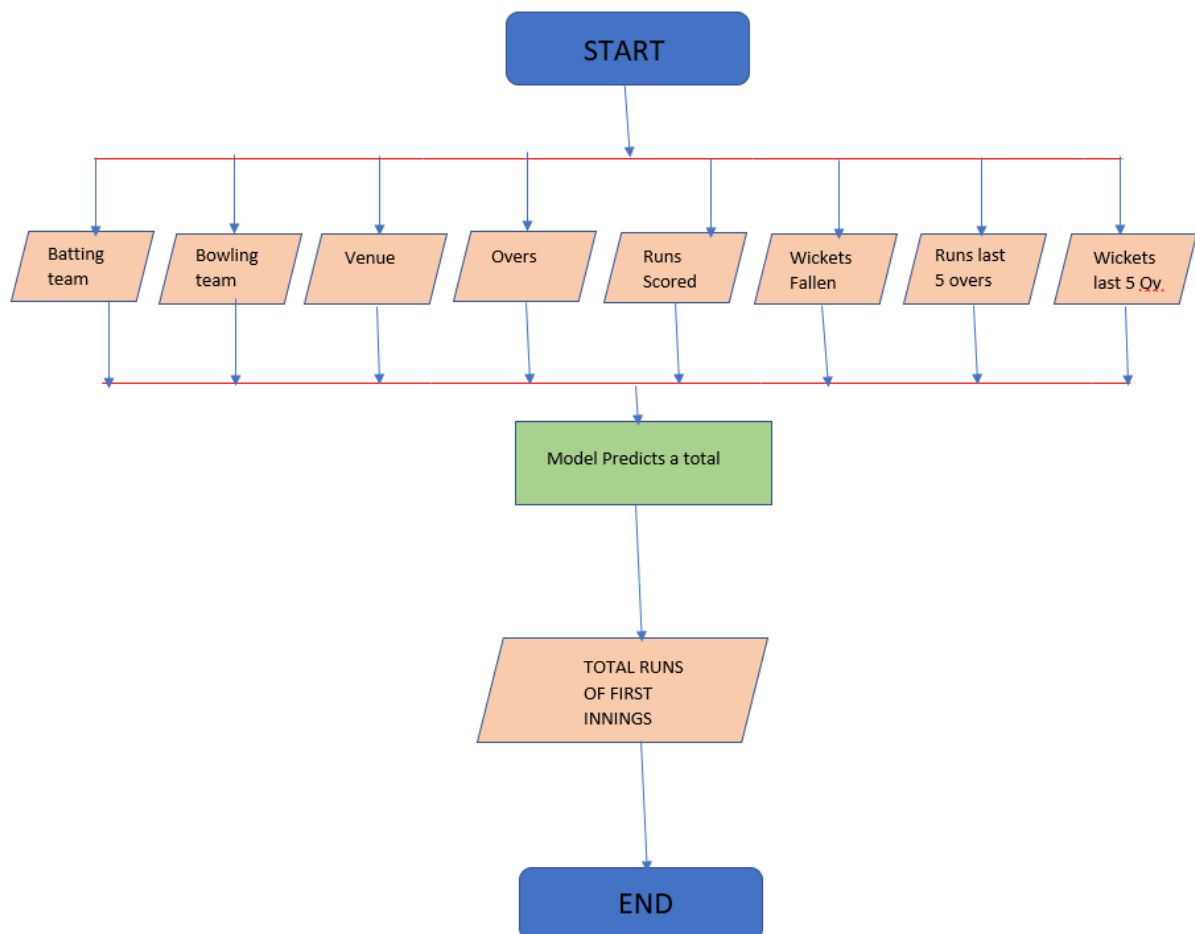 START
Batting
team
Bowling
team
Venue
Overs
Runs
Scored
Wickets
Fallen
Runs last
5 overs
Wickets
last 5 Qv.
Model Predicts a total
TOTAL RUNS
OF FIRST
INNINGS
END